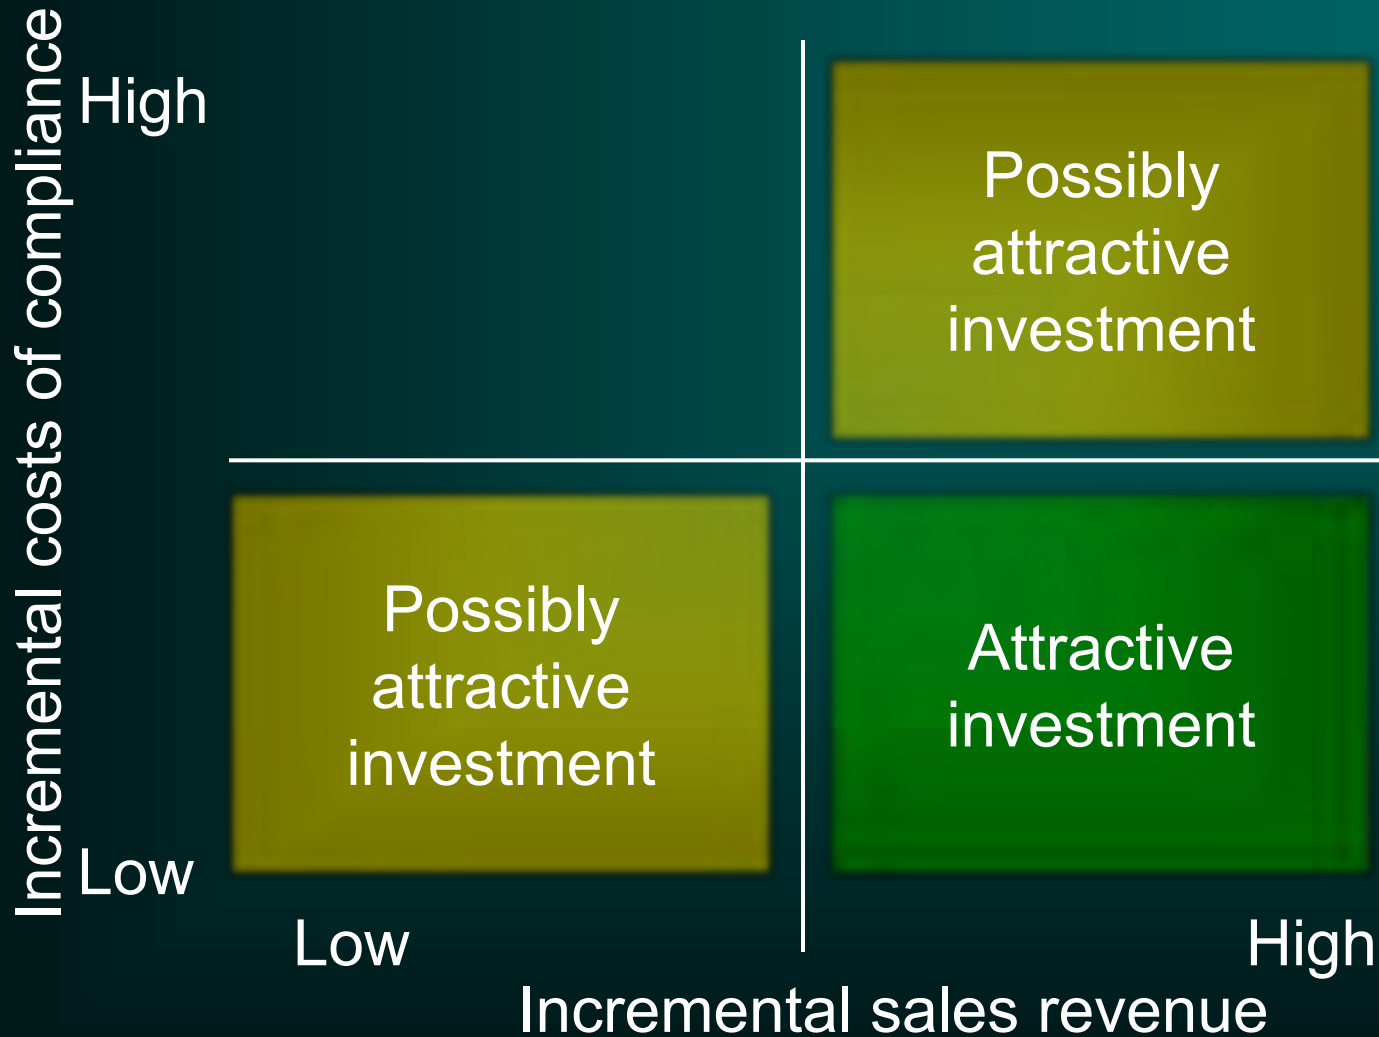 Incremental costs of compliance
High
Possibly
attractive
investment
Possibly
attractive
investment
Attractive
investment
Low
Low
High
Incremental sales revenue